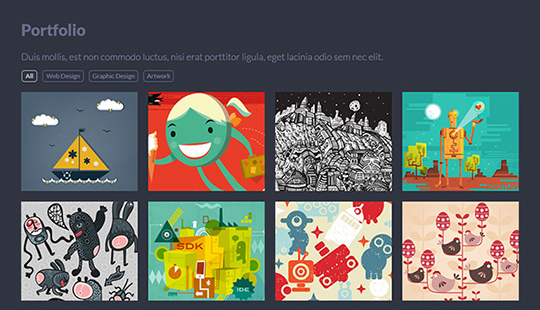 Portfolio
Duis mollis, est non commodo luctus, nisi erat porttitor ligula, eget lacinia odio sem nec elit.
All Web Design Graphic Design Artwork
SDK
IDE